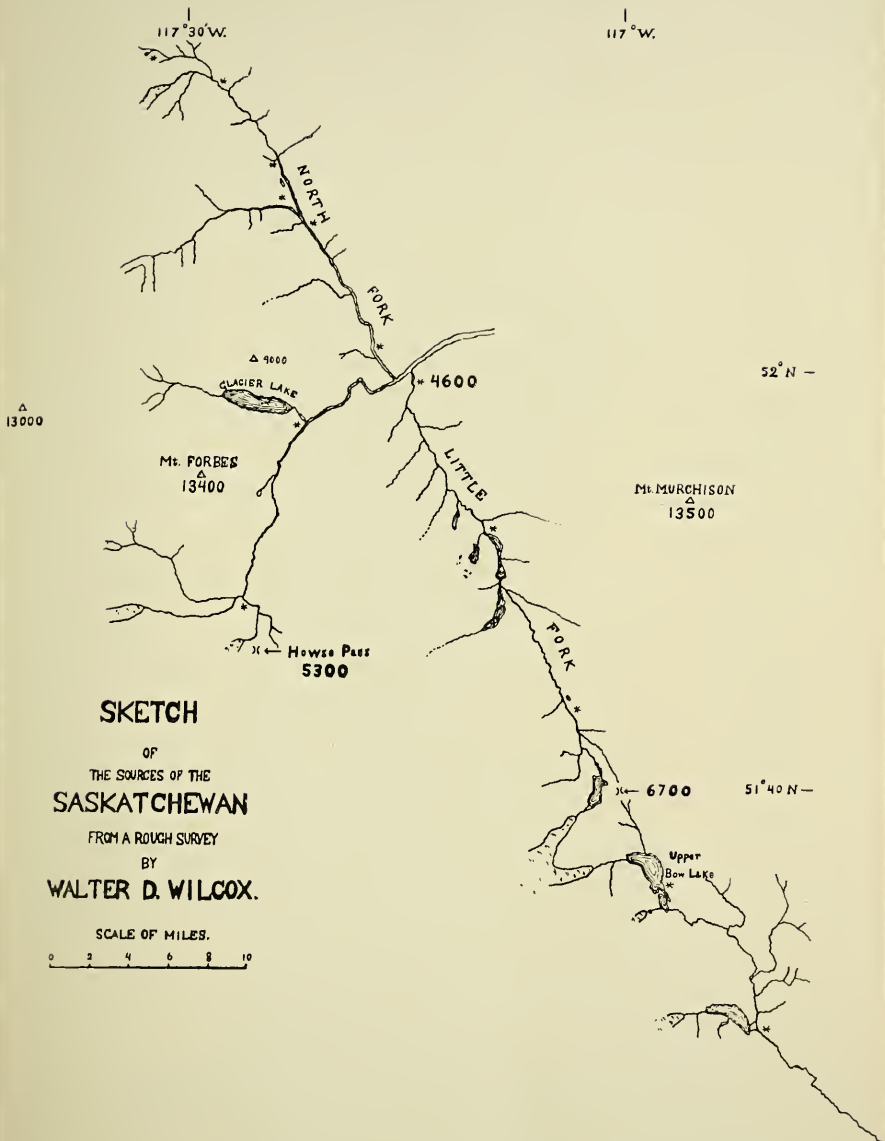 117°30'W.
117°W.
NORTH
FORK
△ 9000
52°N –
GLACIER LAKE
* 4600
△
13000
Mt. FORBES
△
13400
LITTLE
Mt. MURCHISON
△
13500
FORK
)(← Howse Pass
5300
SKETCH
OF
THE SOURCES OF THE
SASKATCHEWAN
FROM A ROUGH SURVEY
BY
WALTER D. WILCOX.
SCALE OF MILES.
0 2 4 6 8 10
)(← 6700
51°40 N –
Upper
Bow Lake